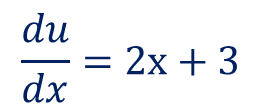 du/dx = 2x + 3